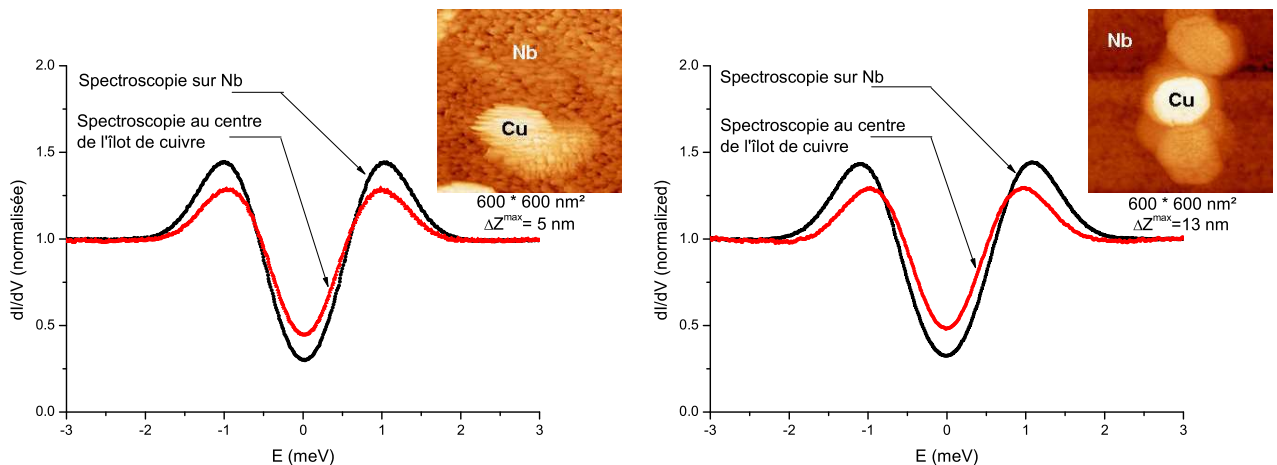 Nb
Cu
Spectroscopie sur Nb
Spectroscopie au centre
de l'îlot de cuivre
600 * 600 nm²
ΔZmax= 5 nm
2.0
1.5
1.0
0.5
0.0
-3 -2 -1 0 1 2 3
dI/dV (normalisée)
E (meV)
Nb
Cu
Spectroscopie sur Nb
Spectroscopie au centre
de l'îlot de cuivre
600 * 600 nm²
ΔZmax=13 nm
2.0
1.5
1.0
0.5
0.0
-3 -2 -1 0 1 2 3
dI/dV (normalized)
E (meV)